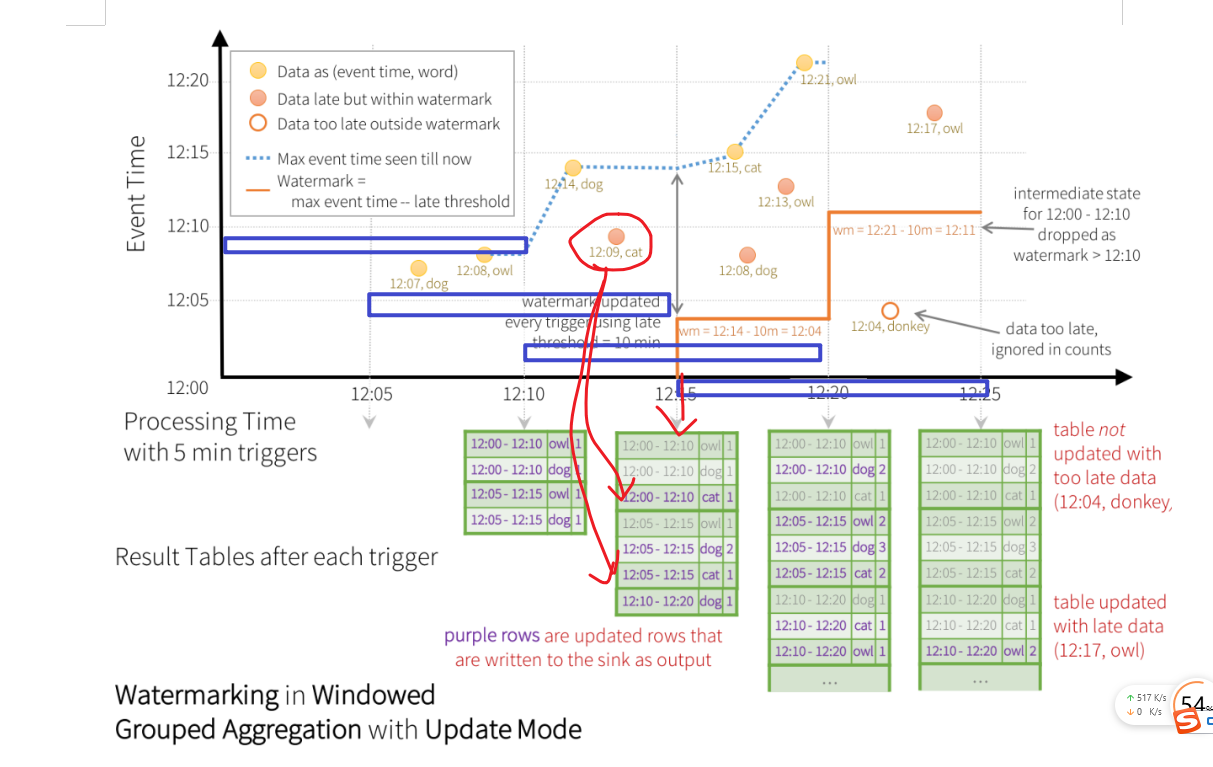 12:20
12:15
12:10
12:05
12:00
Event Time
Data as (event time, word)
Data late but within watermark
Data too late outside watermark
Max event time seen till now
Watermark =
max event time -- late threshold
12:21, owl
12:17, owl
12:15, cat
12:14, dog
12:13, owl
12:09, cat
12:08, owl
12:08, dog
12:07, dog
12:04, donkey
intermediate state
for 12:00 - 12:10
dropped as
watermark > 12:10
wm = 12:21 - 10m = 12:11
watermark updated
every trigger using late
threshold = 10 min
wm = 12:14 - 10m = 12:04
data too late,
ignored in counts
12:05
12:10
12:15
12:20
12:25
Processing Time
with 5 min triggers
12:00 - 12:10 owl 1
12:00 - 12:10 dog 1
12:05 - 12:15 owl 1
12:05 - 12:15 dog 1
12:00 - 12:10 owl 1
12:00 - 12:10 dog 1
12:00 - 12:10 cat 1
12:05 - 12:15 owl 1
12:05 - 12:15 dog 2
12:05 - 12:15 cat 1
12:10 - 12:20 dog 1
12:00 - 12:10 owl 1
12:00 - 12:10 dog 2
12:00 - 12:10 cat 1
12:05 - 12:15 owl 2
12:05 - 12:15 dog 3
12:05 - 12:15 cat 2
12:10 - 12:20 dog 1
12:10 - 12:20 cat 1
12:10 - 12:20 owl 1
...
12:00 - 12:10 owl 1
12:00 - 12:10 dog 2
12:00 - 12:10 cat 1
12:05 - 12:15 owl 2
12:05 - 12:15 dog 3
12:05 - 12:15 cat 2
12:10 - 12:20 dog 1
12:10 - 12:20 cat 1
12:10 - 12:20 owl 2
...
table not
updated with
too late data
(12:04, donkey,
table updated
with late data
(12:17, owl)
Result Tables after each trigger
purple rows are updated rows that
are written to the sink as output
Watermarking in Windowed
Grouped Aggregation with Update Mode
↑ 517 K/s
↓ 0 K/s
54
S